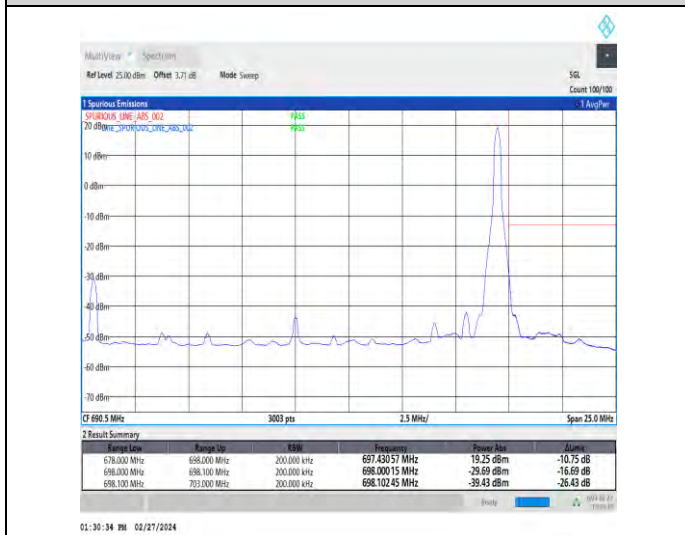 MultiView Spectrum
Ref Level 25.00 dBm Offset 3.71 dB Mode Sweep SGL
Count 100/100
1 Spurious Emissions 1 AvgPwr
SPURIOUS_LINE_ABS_002 PASS
20 dBm LINE_SPURIOUS_LINE_ABS_002 PASS
10 dBm
0 dBm
-10 dBm
-20 dBm
-30 dBm
-40 dBm
-50 dBm
-60 dBm
-70 dBm
CF 690.5 MHz 3003 pts 2.5 MHz/ Span 25.0 MHz
2 Result Summary
Range Low Range Up RBW Frequency Power Abs ΔLimit
678.000 MHz 698.000 MHz 200.000 kHz 697.43057 MHz 19.25 dBm -10.75 dB
698.000 MHz 698.100 MHz 200.000 kHz 698.00015 MHz -29.69 dBm -16.69 dB
698.100 MHz 703.000 MHz 200.000 kHz 698.10245 MHz -39.43 dBm -26.43 dB
Ready
01:30:34 PM 02/27/2024